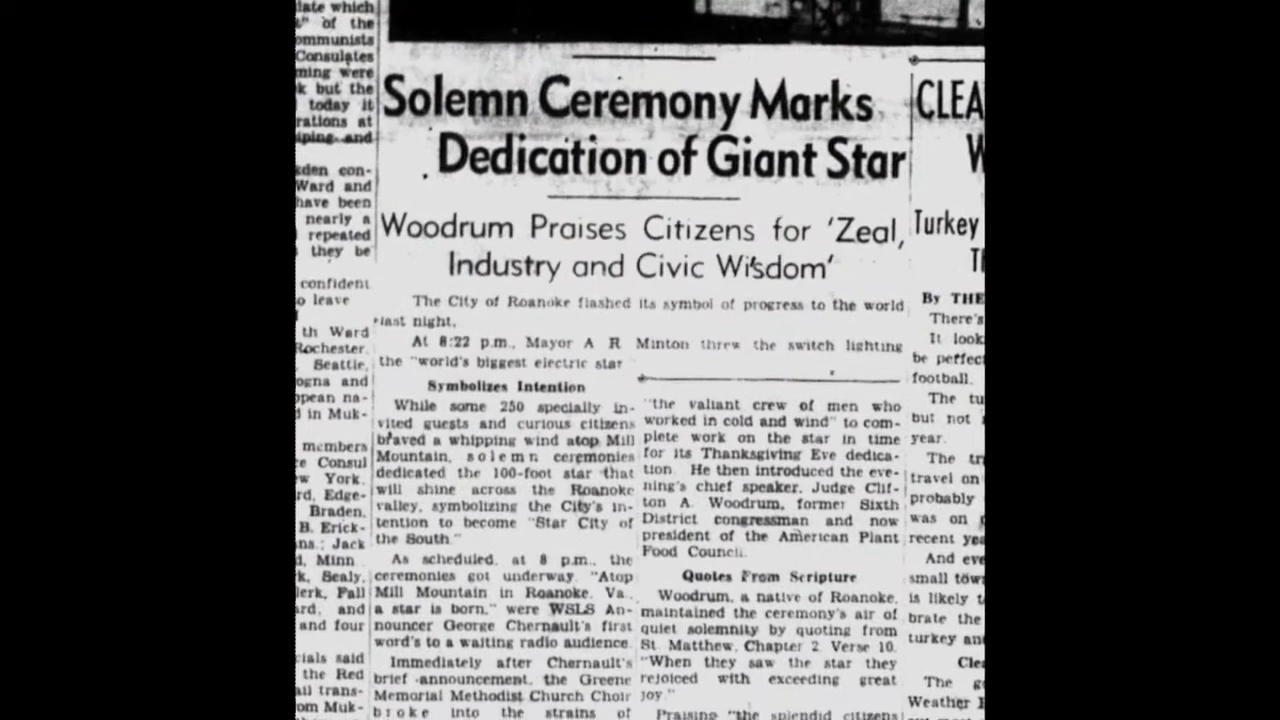 late which
" of the
ommunists
Consulates
ming were
k but the
today it
rations at
iping and
kden con-
Ward and
have been
nearly a
repeated
they be
confident
o leave
th Ward
Rochester,
Seattle,
ogna and
opean na-
d in Muk-
members
e Consul
ew York,
rd, Edge-
Braden,
B. Erick-
ns.; Jack
d, Minn
k, Sealy,
lerk, Fall
ard, and
and four
cials said
the Red
ail trans-
om Muk-
Solemn Ceremony Marks
Dedication of Giant Star
Woodrum Praises Citizens for 'Zeal,
Industry and Civic Wisdom'
The City of Roanoke flashed its symbol of progress to the world
last night.
At 8:22 p.m., Mayor A R Minton threw the switch lighting
the "world's biggest electric star
Symbolizes Intention
While some 250 specially in-
vited guests and curious citizens
braved a whipping wind atop Mill
Mountain, solemn ceremonies
dedicated the 100-foot star that
will shine across the Roanoke
valley, symbolizing the City's in-
tention to become "Star City of
the South."
As scheduled, at 8 p.m., the
ceremonies got underway. "Atop
Mill Mountain in Roanoke, Va.,
a star is born," were WSLS An-
nouncer George Chernault's first
word's to a waiting radio audience.
Immediately after Chernault's
brief announcement, the Greene
Memorial Methodist Church Choir
broke into the strains of
"the valiant crew of men who
worked in cold and wind" to com-
plete work on the star in time
for its Thanksgiving Eve dedica-
tion. He then introduced the eve-
ning's chief speaker, Judge Clif-
ton A. Woodrum, former Sixth
District congressman and now
president of the American Plant
Food Council.
Quotes From Scripture
Woodrum, a native of Roanoke,
maintained the ceremony's air of
quiet solemnity by quoting from
St. Matthew, Chapter 2, Verse 10,
"When they saw the star they
rejoiced with exceeding great
joy."
Praising "the splendid citizens
CLEA
W
Turkey
T
By THE
There's
It look
be perfec
football.
The tu
but not
year.
The tr
travel on
probably
was on
recent yea
And eve
small tow
is likely t
brate the
turkey an
Cle
The g
Weather